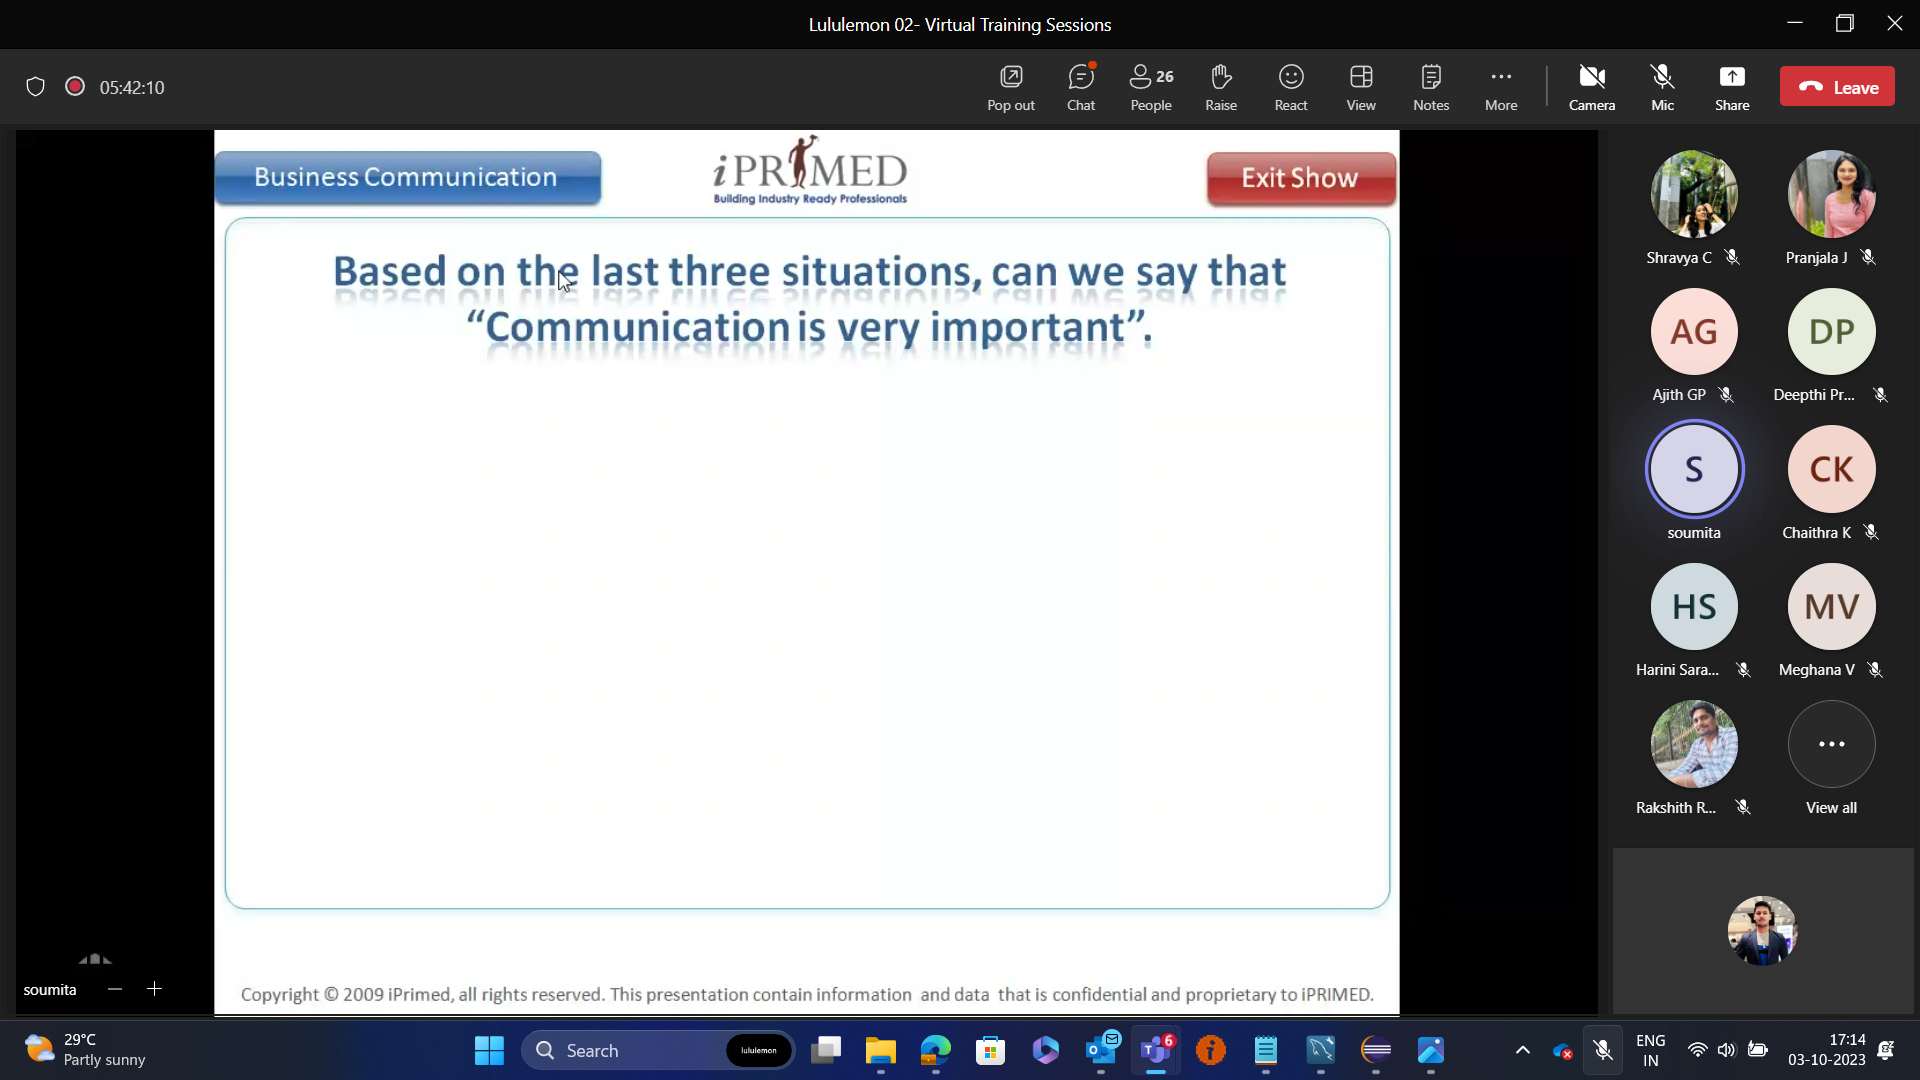 Lululemon 02- Virtual Training Sessions
05:42:10
Pop out
Chat
26
People
Raise
React
View
Notes
More
Camera
Mic
Share
Leave
Business Communication
iPRIMED
Building Industry Ready Professionals
Exit Show
Based on the last three situations, can we say that
“Communication is very important”.
Shravya C
Pranjala J
AG
DP
Ajith GP
Deepthi Pr...
S
CK
soumita
Chaithra K
HS
MV
Harini Sara...
Meghana V
Rakshith R...
View all
soumita
Copyright © 2009 iPrimed, all rights reserved. This presentation contain information and data that is confidential and proprietary to iPRIMED.
29°C
Partly sunny
Search
lululemon
6
ENG
IN
17:14
03-10-2023